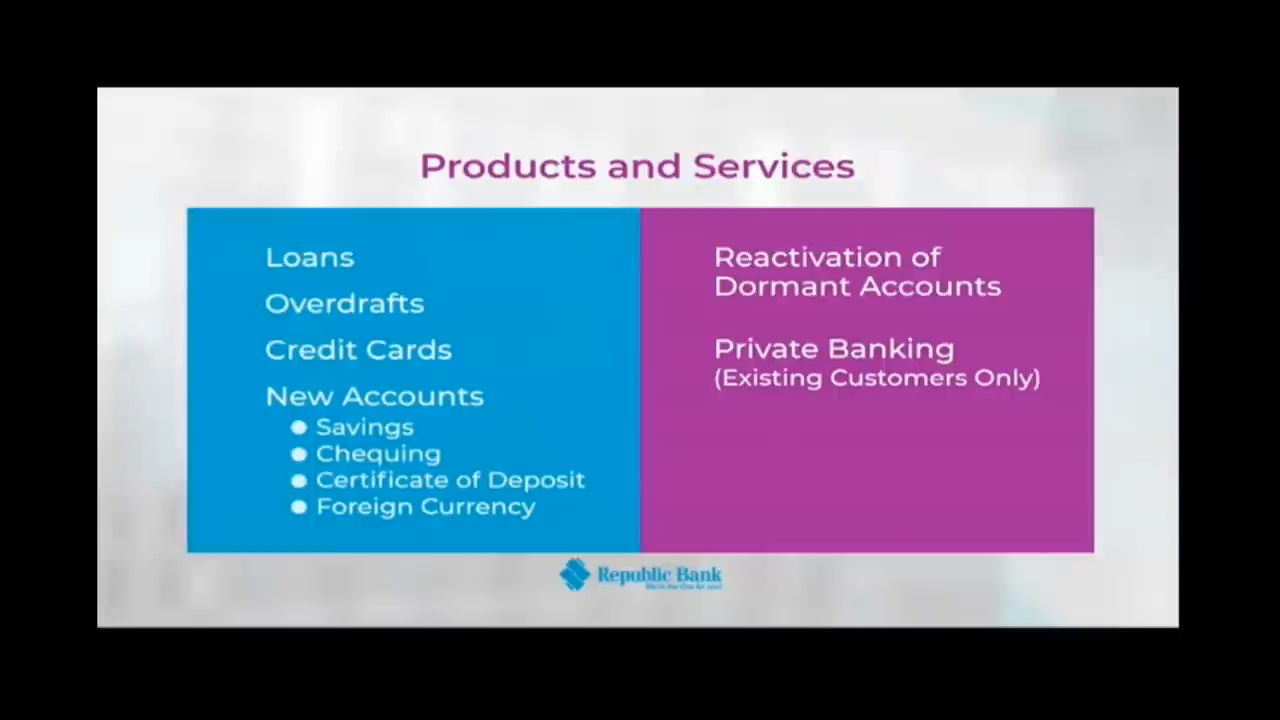 Products and Services
Loans
Overdrafts
Credit Cards
New Accounts
Savings
Chequing
Certificate of Deposit
Foreign Currency
Reactivation of
Dormant Accounts
Private Banking
(Existing Customers Only)
Republic Bank